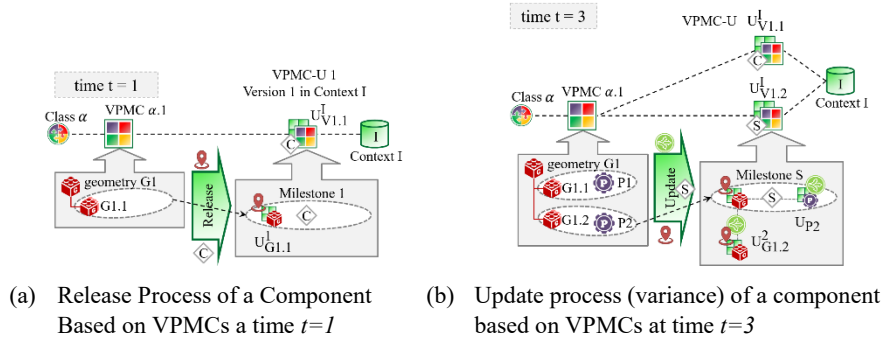 time t = 1
VPMC-U 1
Version 1 in Context I
Class α
VPMC α.1
U^I_V1.1
C
I
Context I
geometry G1
G1.1
Release
C
Milestone 1
C
U^1_G1.1
(a) Release Process of a Component
Based on VPMCs a time t=1
time t = 3
VPMC-U
U^I_V1.1
C
Class α
VPMC α.1
U^I_V1.2
S
I
Context I
geometry G1
G1.1
P
P1
G1.2
P
P2
Update
S
Milestone S
S
P
U_P2
U^2_G1.2
(b) Update process (variance) of a component
based on VPMCs at time t=3